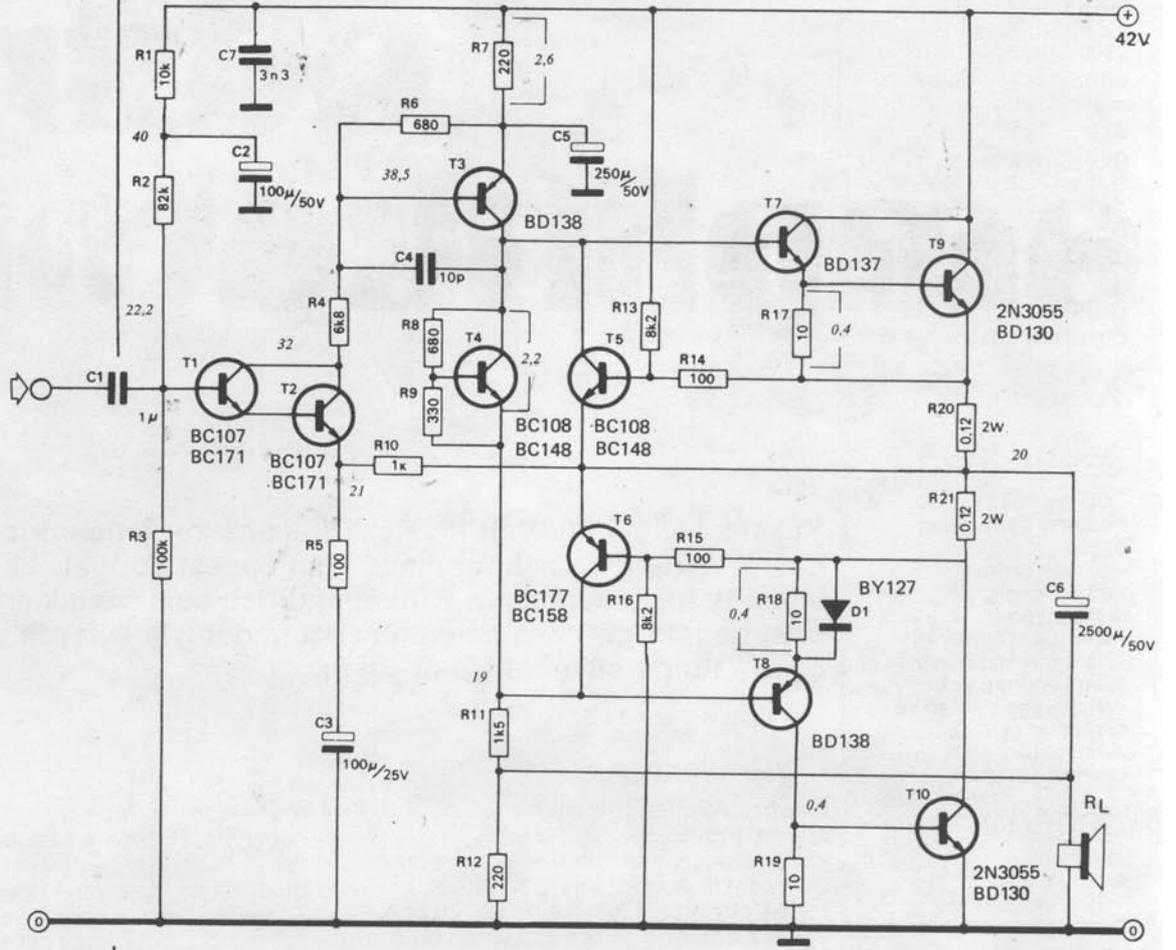 +
42V
R1
10k
C7
3n3
R7
220
2,6
40
R6
680
C5
250µ/50V
C2
100µ/50V
R2
82k
38,5
T3
BD138
T7
BD137
T9
2N3055
BD130
C4
10p
R4
6k8
22,2
R13
8k2
R17
10
0,4
R8
680
T4
2,2
T5
32
T1
T2
C1
1µ
R9
330
R14
100
BC107
BC171
BC107
BC171
BC108
BC148
BC108
BC148
R20
0,12
2W
R10
1k
20
21
R21
0,12
2W
T6
R15
100
R3
100k
R5
100
BC177
BC158
R16
8k2
R18
10
0,4
BY127
D1
C6
2500µ/50V
19
T8
BD138
R11
1k5
C3
100µ/25V
0,4
T10
2N3055
BD130
RL
R12
220
R19
10
0
0